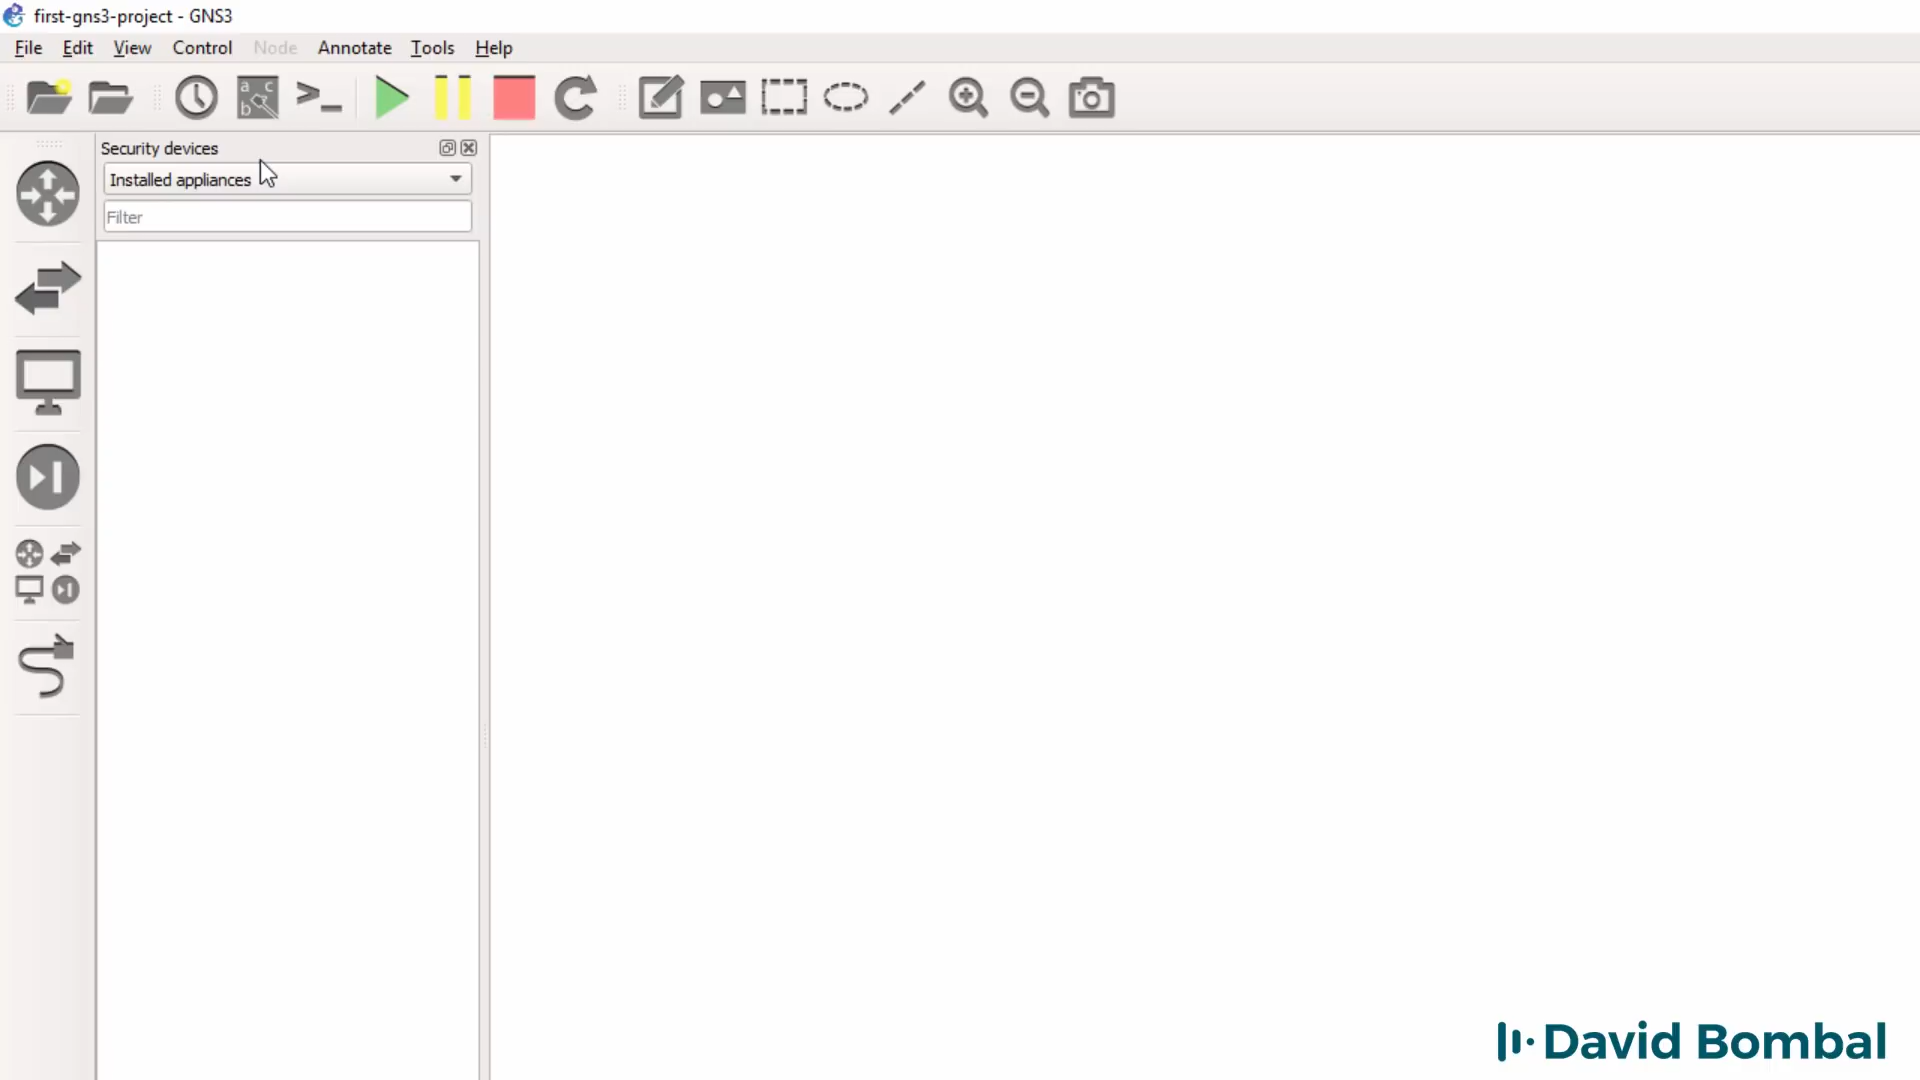 first-gns3-project - GNS3
File Edit View Control Node Annotate Tools Help
a c
b
>_
Security devices
Installed appliances
Filter
David Bombal